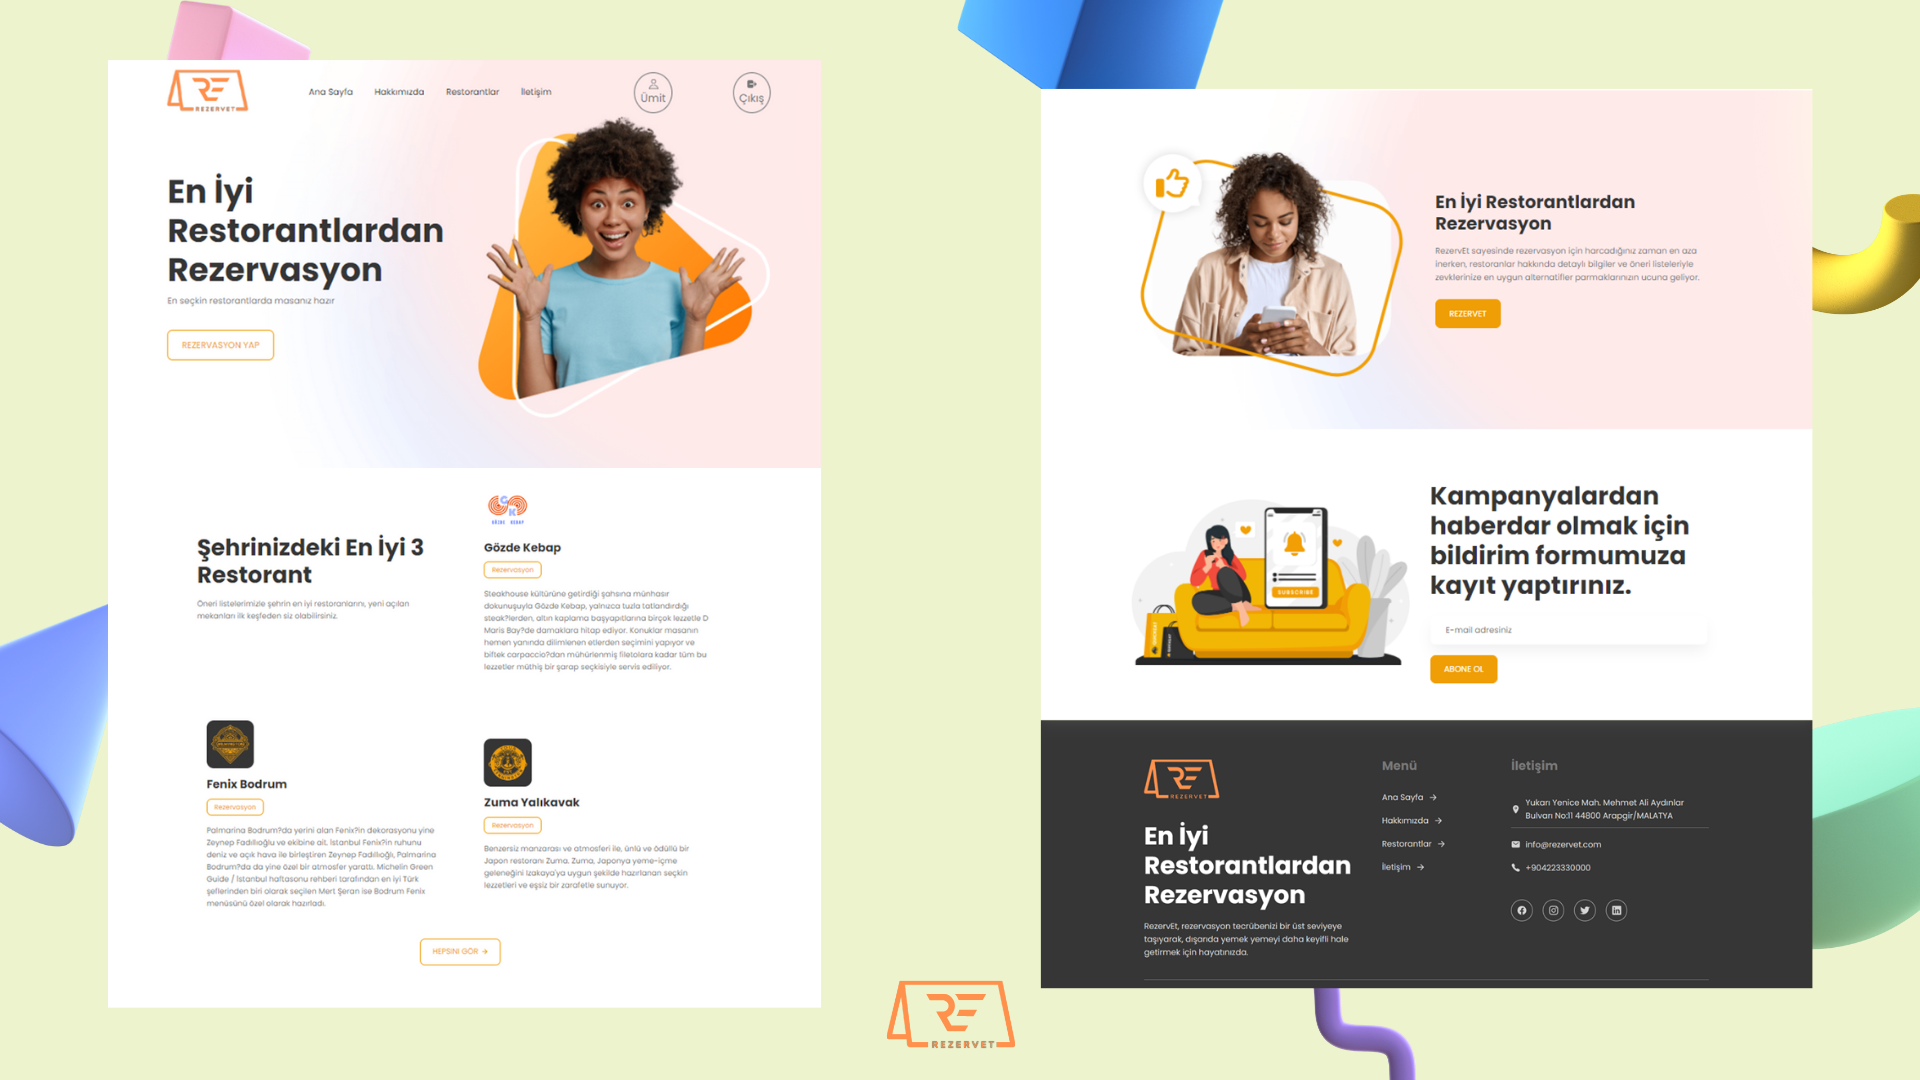 RE
REZERVET
Ana Sayfa
Hakkımızda
Restorantlar
İletişim
Ümit
Çıkış
En İyi
Restorantlardan
Rezervasyon
En seçkin restorantlarda masanız hazır
REZERVASYON YAP
Şehrinizdeki En İyi 3
Restorant
Öneri listelerimizle şehrin en iyi restoranlarını, yeni açılan
mekanları ilk keşfeden siz olabilirsiniz.
GK
GÖZDE KEBAP
Gözde Kebap
Rezervasyon
Steakhouse kültürüne getirdiği şahsına münhasır
dokunuşuyla Gözde Kebap, yalnızca tuzla tatlandırdığı
steak?lerden, altın kaplama başyapıtlarına birçok lezzetle D
Maris Bay?de damaklara hitap ediyor. Konuklar masanın
hemen yanında dilimlenen etlerden seçimini yapıyor ve
biftek carpaccio?dan mühürlenmiş filetolara kadar tüm bu
lezzetler müthiş bir şarap seçkisiyle servis ediliyor.
Fenix Bodrum
Rezervasyon
Palmarina Bodrum?da yerini alan Fenix?in dekorasyonu yine
Zeynep Fadıllıoğlu ve ekibine ait. İstanbul Fenix?in ruhunu
deniz ve açık hava ile birleştiren Zeynep Fadıllıoğlı, Palmarina
Bodrum?da da yine özel bir atmosfer yarattı. Michelin Green
Guide / Istanbul haftasonu rehberi tarafından en iyi Türk
şeflerinden biri olarak seçilen Mert Şeran ise Bodrum Fenix
menüsünü özel olarak hazırladı.
Zuma Yalıkavak
Rezervasyon
Benzersiz manzarası ve atmosferi ile, ünlü ve ödüllü bir
Japon restoranı Zuma. Zuma, Japonya yeme-içme
geleneğini izakaya'ya uygun şekilde hazırlanan seçkin
lezzetleri ve eşsiz bir zarafetle sunuyor.
HEPSINI GÖR →
En İyi Restorantlardan
Rezervasyon
RezervEt sayesinde rezervasyon için harcadığınız zaman en aza
inerken, restoranlar hakkında detaylı bilgiler ve öneri listeleriyle
zevklerinize en uygun alternatifler parmaklarınızın ucuna geliyor.
REZERVET
SUBSCRIBE
Kampanyalardan
haberdar olmak için
bildirim formumuza
kayıt yaptırınız.
E-mail adresiniz
ABONE OL
RE
REZERVET
En İyi
Restorantlardan
Rezervasyon
RezervEt, rezervasyon tecrübenizi bir üst seviyeye
taşıyarak, dışarıda yemek yemeyi daha keyifli hale
getirmek için hayatınızda.
Menü
Ana Sayfa →
Hakkımızda →
Restorantlar →
İletişim →
İletişim
Yukarı Yenice Mah. Mehmet Ali Aydınlar
Bulvarı No:11 44800 Arapgir/MALATYA
info@rezervet.com
+904223330000
RE
REZERVET